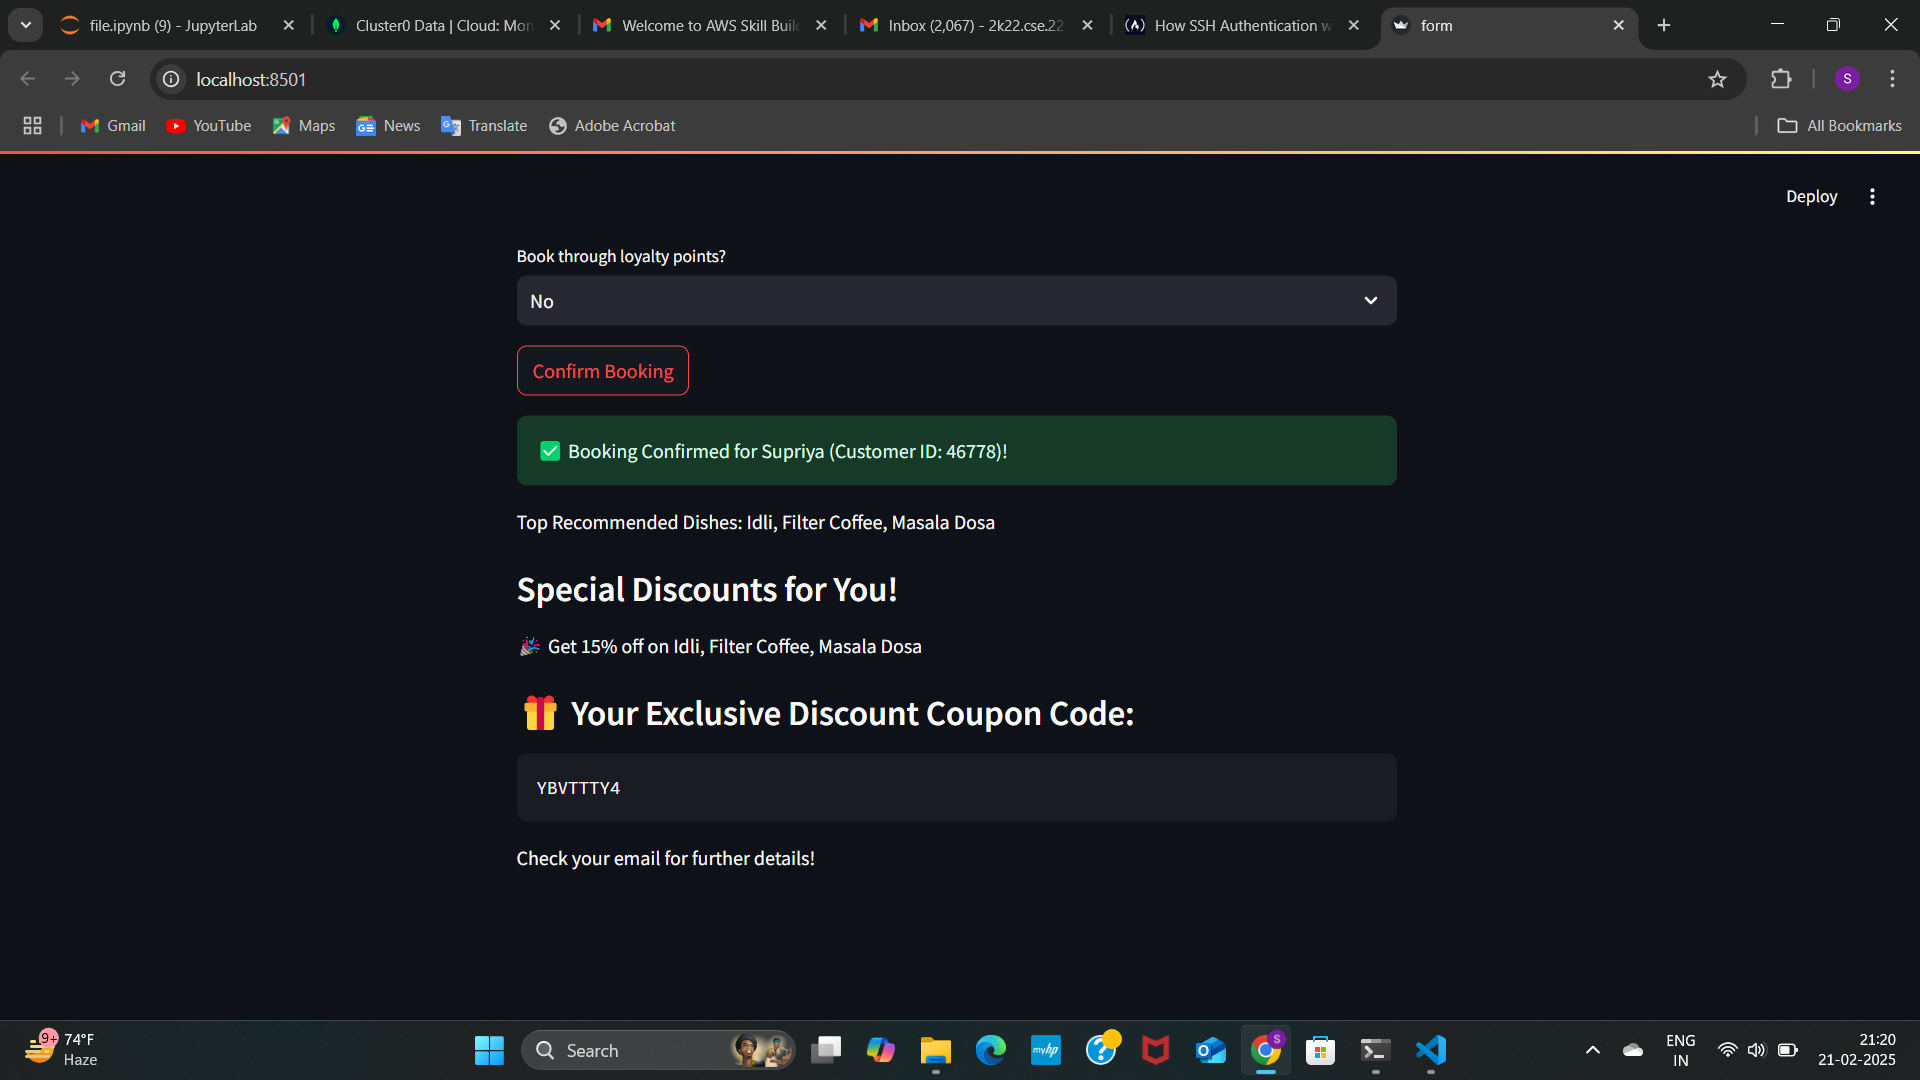 file.ipynb (9) - JupyterLab
Cluster0 Data | Cloud: Mon
Welcome to AWS Skill Buil
Inbox (2,067) - 2k22.cse.22
How SSH Authentication w
form
localhost:8501
S
Gmail
YouTube
Maps
News
Translate
Adobe Acrobat
All Bookmarks
Deploy
Book through loyalty points?
No
Confirm Booking
✅ Booking Confirmed for Supriya (Customer ID: 46778)!
Top Recommended Dishes: Idli, Filter Coffee, Masala Dosa
Special Discounts for You!
🎉 Get 15% off on Idli, Filter Coffee, Masala Dosa
🎁 Your Exclusive Discount Coupon Code:
YBVTTTY4
Check your email for further details!
9+
74°F
Haze
Search
myhp
S
ENG
IN
21:20
21-02-2025